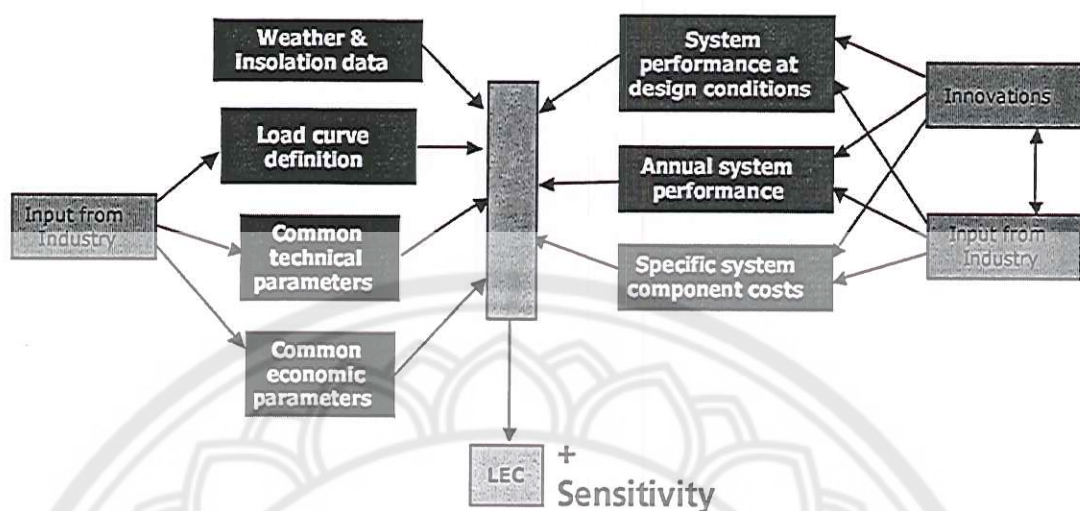 Weather &
insolation data
Load curve
definition
Input from
Industry
Common
technical
parameters
Common
economic
parameters
System
performance at
design conditions
Annual system
performance
Specific system
component costs
Innovations
Input from
Industry
LEC
+
Sensitivity